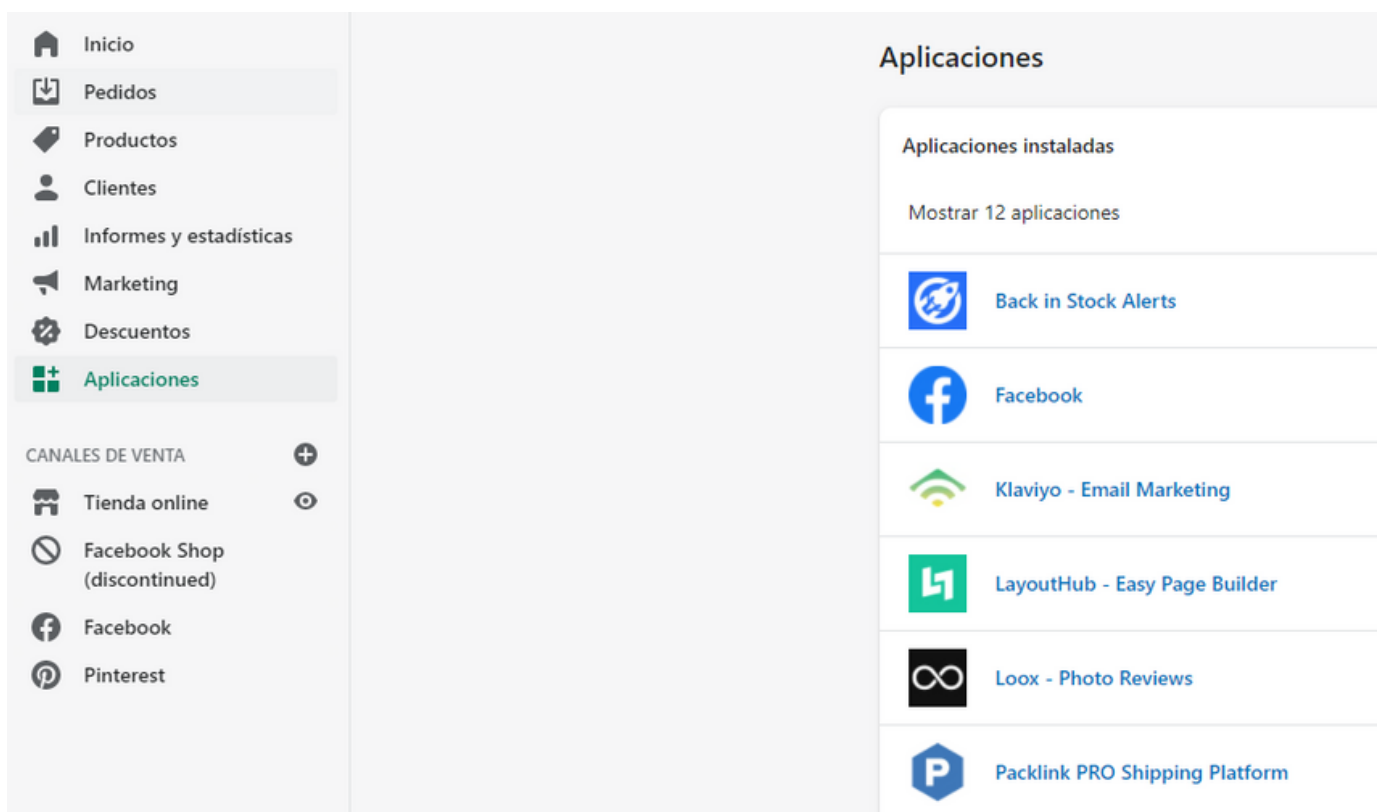 Inicio
Pedidos
Productos
Clientes
Informes y estadísticas
Marketing
Descuentos
Aplicaciones
CANALES DE VENTA
Tienda online
Facebook Shop
(discontinued)
Facebook
Pinterest
Aplicaciones
Aplicaciones instaladas
Mostrar 12 aplicaciones
Back in Stock Alerts
Facebook
Klaviyo - Email Marketing
LayoutHub - Easy Page Builder
Loox - Photo Reviews
Packlink PRO Shipping Platform